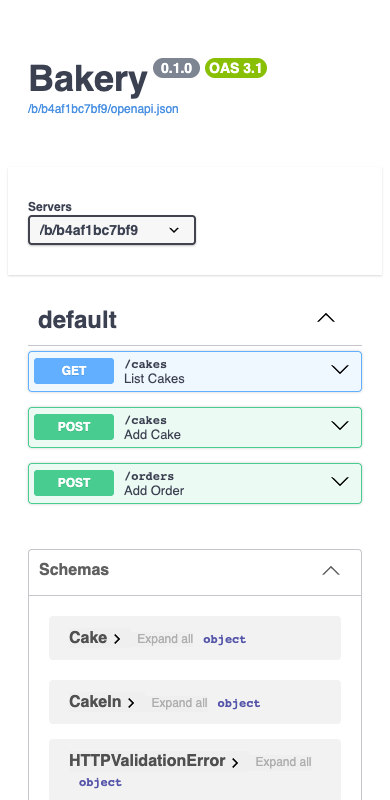 Bakery 0.1.0 OAS 3.1
/b/b4af1bc7bf9/openapi.json
Servers
/b/b4af1bc7bf9
default
GET /cakes
List Cakes
POST /cakes
Add Cake
POST /orders
Add Order
Schemas
Cake Expand all object
CakeIn Expand all object
HTTPValidationError Expand all
object